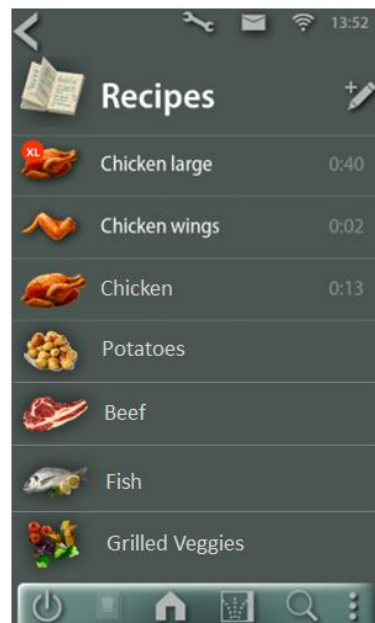 13:52
Recipes
XL
Chicken large 0:40
Chicken wings 0:02
Chicken 0:13
Potatoes
Beef
Fish
Grilled Veggies